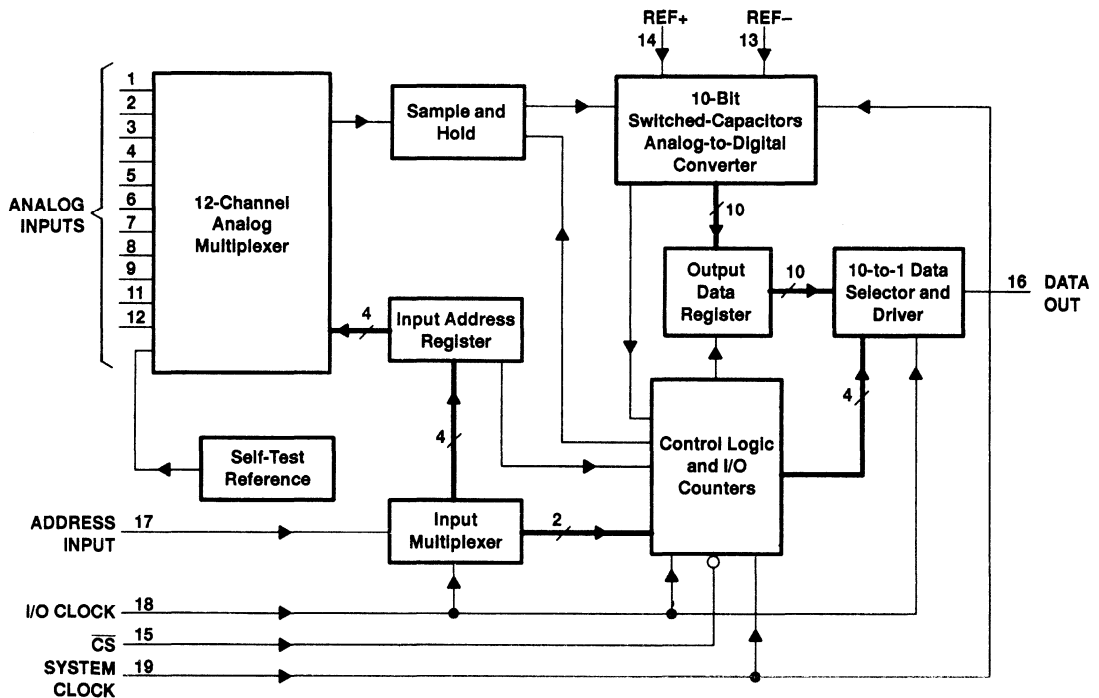 REF+
REF−
14
13
1
2
3
4
5
6
7
8
9
11
12
ANALOG
INPUTS
12-Channel
Analog
Multiplexer
Sample and
Hold
10-Bit
Switched-Capacitors
Analog-to-Digital
Converter
10
Output
Data
Register
10
10-to-1 Data
Selector and
Driver
16
DATA
OUT
4
Input Address
Register
4
4
Control Logic
and I/O
Counters
Self-Test
Reference
ADDRESS
INPUT
17
Input
Multiplexer
2
I/O CLOCK
18
C̅S̅
15
SYSTEM
CLOCK
19